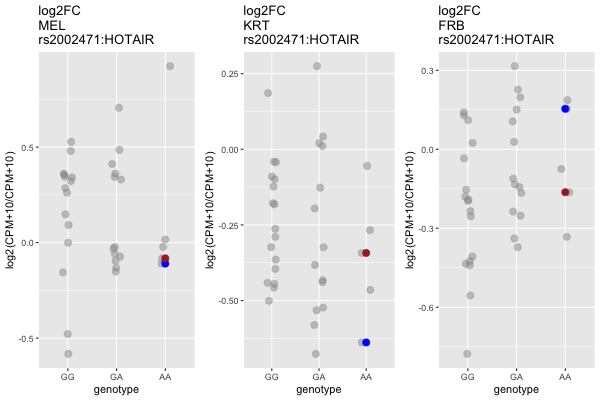 log2FC
MEL
rs2002471:HOTAIR
log2(CPM+10/CPM+10)
0.5
0.0
-0.5
GG GA AA
genotype
log2FC
KRT
rs2002471:HOTAIR
log2(CPM+10/CPM+10)
0.25
0.00
-0.25
-0.50
GG GA AA
genotype
log2FC
FRB
rs2002471:HOTAIR
log2(CPM+10/CPM+10)
0.3
0.0
-0.3
-0.6
GG GA AA
genotype